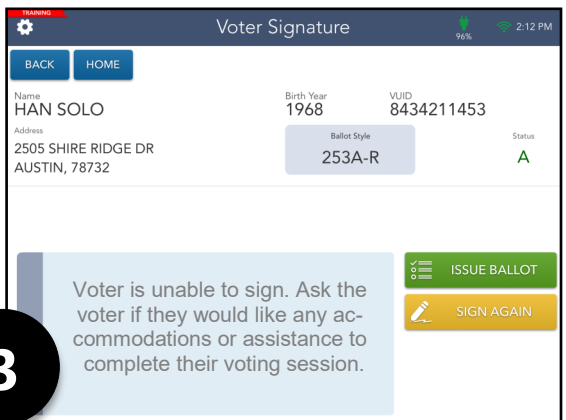 TRAINING
Voter Signature
96%
2:12 PM
BACK HOME
Name Birth Year VUID
HAN SOLO 1968 8434211453
Address Ballot Style Status
2505 SHIRE RIDGE DR 253A-R A
AUSTIN, 78732
ISSUE BALLOT
SIGN AGAIN
Voter is unable to sign. Ask the
voter if they would like any ac-
commodations or assistance to
complete their voting session.
3